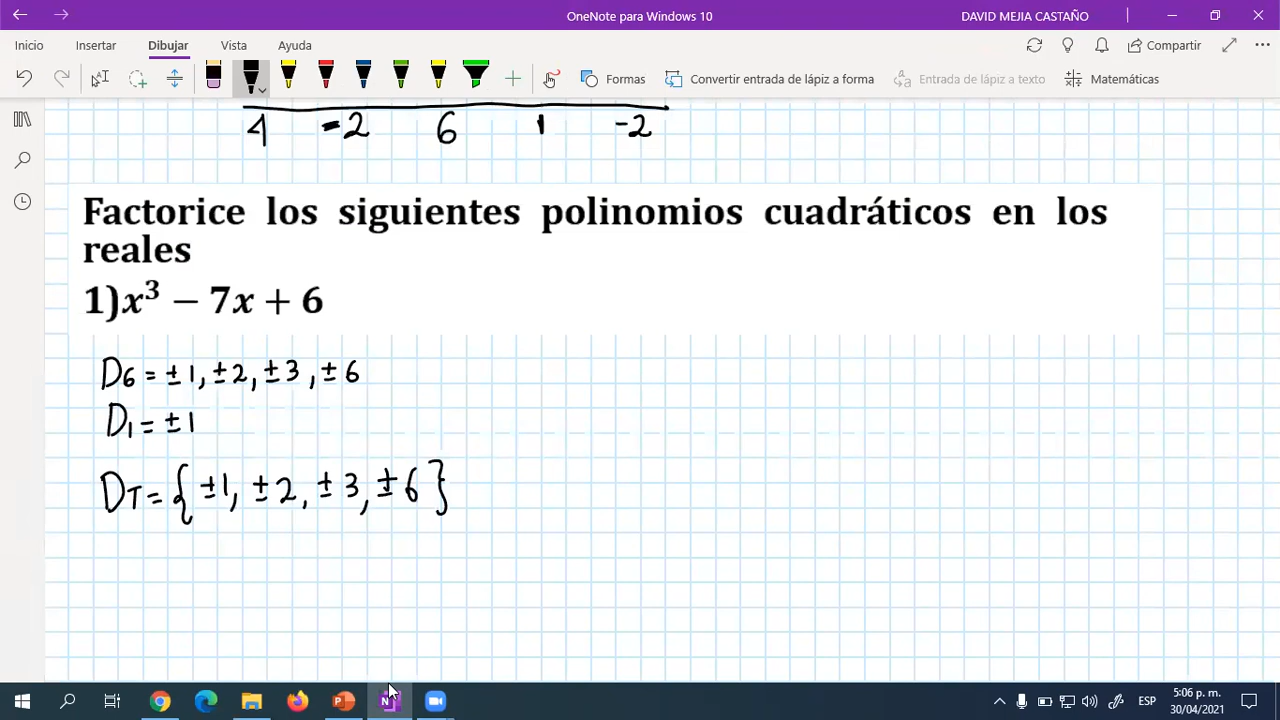 OneNote para Windows 10
DAVID MEJIA CASTAÑO
Inicio Insertar Dibujar Vista Ayuda
Compartir
Formas
Convertir entrada de lápiz a forma
Entrada de lápiz a texto
Matemáticas
4 -2 6 1 -2
Factorice los siguientes polinomios cuadráticos en los
reales
1)x³ − 7x + 6
D₆ = ±1, ±2, ±3, ±6
D₁ = ±1
D_T = {±1, ±2, ±3, ±6}
ESP
5:06 p. m.
30/04/2021